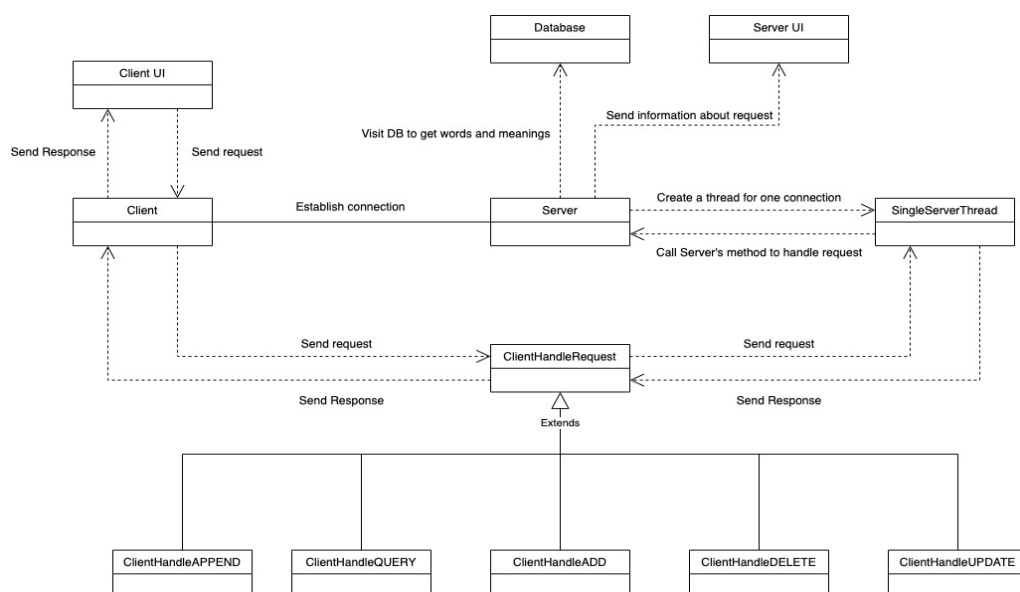 Database
Server UI
Client UI
Send information about request
Visit DB to get words and meanings
Send Response
Send request
Client
Establish connection
Server
Create a thread for one connection
SingleServerThread
Call Server's method to handle request
Send request
ClientHandleRequest
Send request
Send Response
Send Response
Extends
ClientHandleAPPEND
ClientHandleQUERY
ClientHandleADD
ClientHandleDELETE
ClientHandleUPDATE